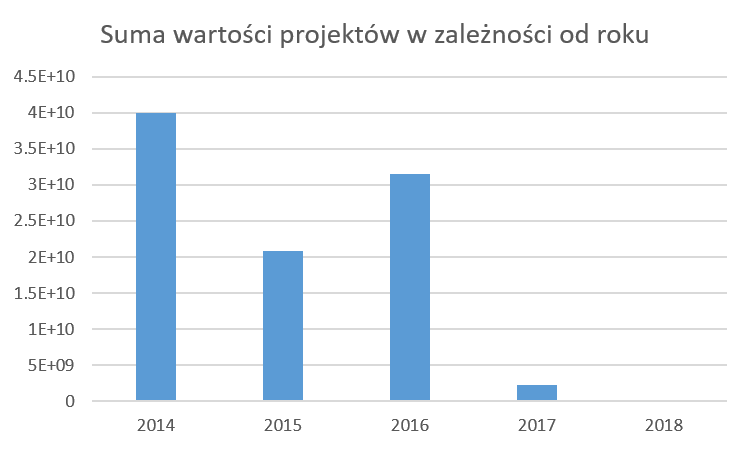 Suma wartości projektów w zależności od roku
4.5E+10
4E+10
3.5E+10
3E+10
2.5E+10
2E+10
1.5E+10
1E+10
5E+09
0
2014 2015 2016 2017 2018